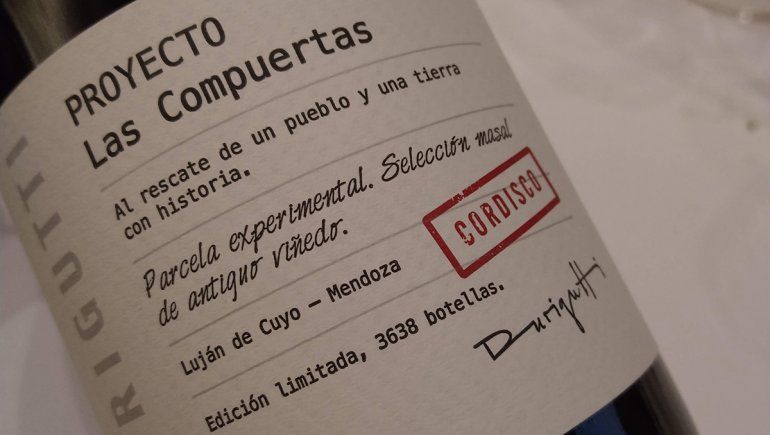 PROYECTO
Las Compuertas
Al rescate de un pueblo y una tierra
con historia.
Parcela experimental. Selección masal
de antiguo viñedo.
CORDISCO
Luján de Cuyo – Mendoza
Edición limitada, 3638 botellas.
Durigutti
RIGUTTI